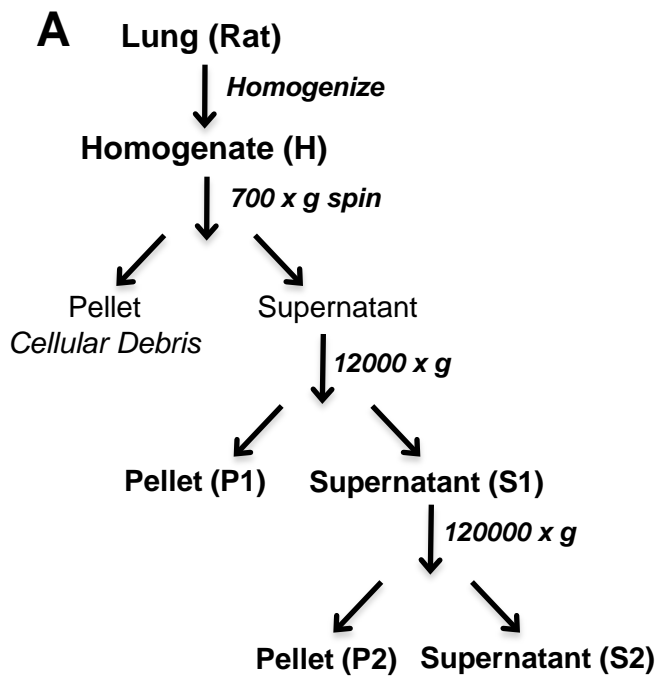 A
Lung (Rat)
Homogenize
Homogenate (H)
700 x g spin
Pellet
Cellular Debris
Supernatant
12000 x g
Pellet (P1)
Supernatant (S1)
120000 x g
Pellet (P2)
Supernatant (S2)